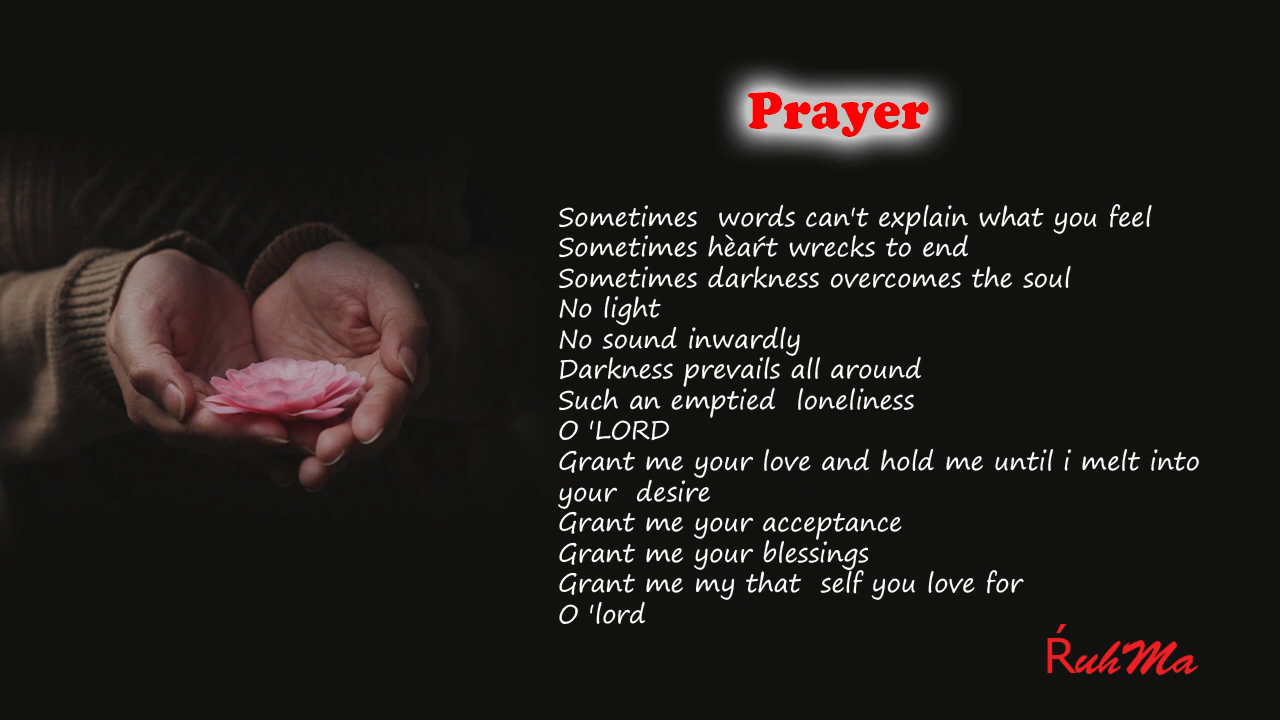 Prayer
Sometimes  words can't explain what you feel
Sometimes hèaŕt wrecks to end
Sometimes darkness overcomes the soul
No light
No sound inwardly
Darkness prevails all around
Such an emptied  loneliness
O 'LORD
Grant me your love and hold me until i melt into
your  desire
Grant me your acceptance
Grant me your blessings
Grant me my that  self you love for
O 'lord
ŔuhMa